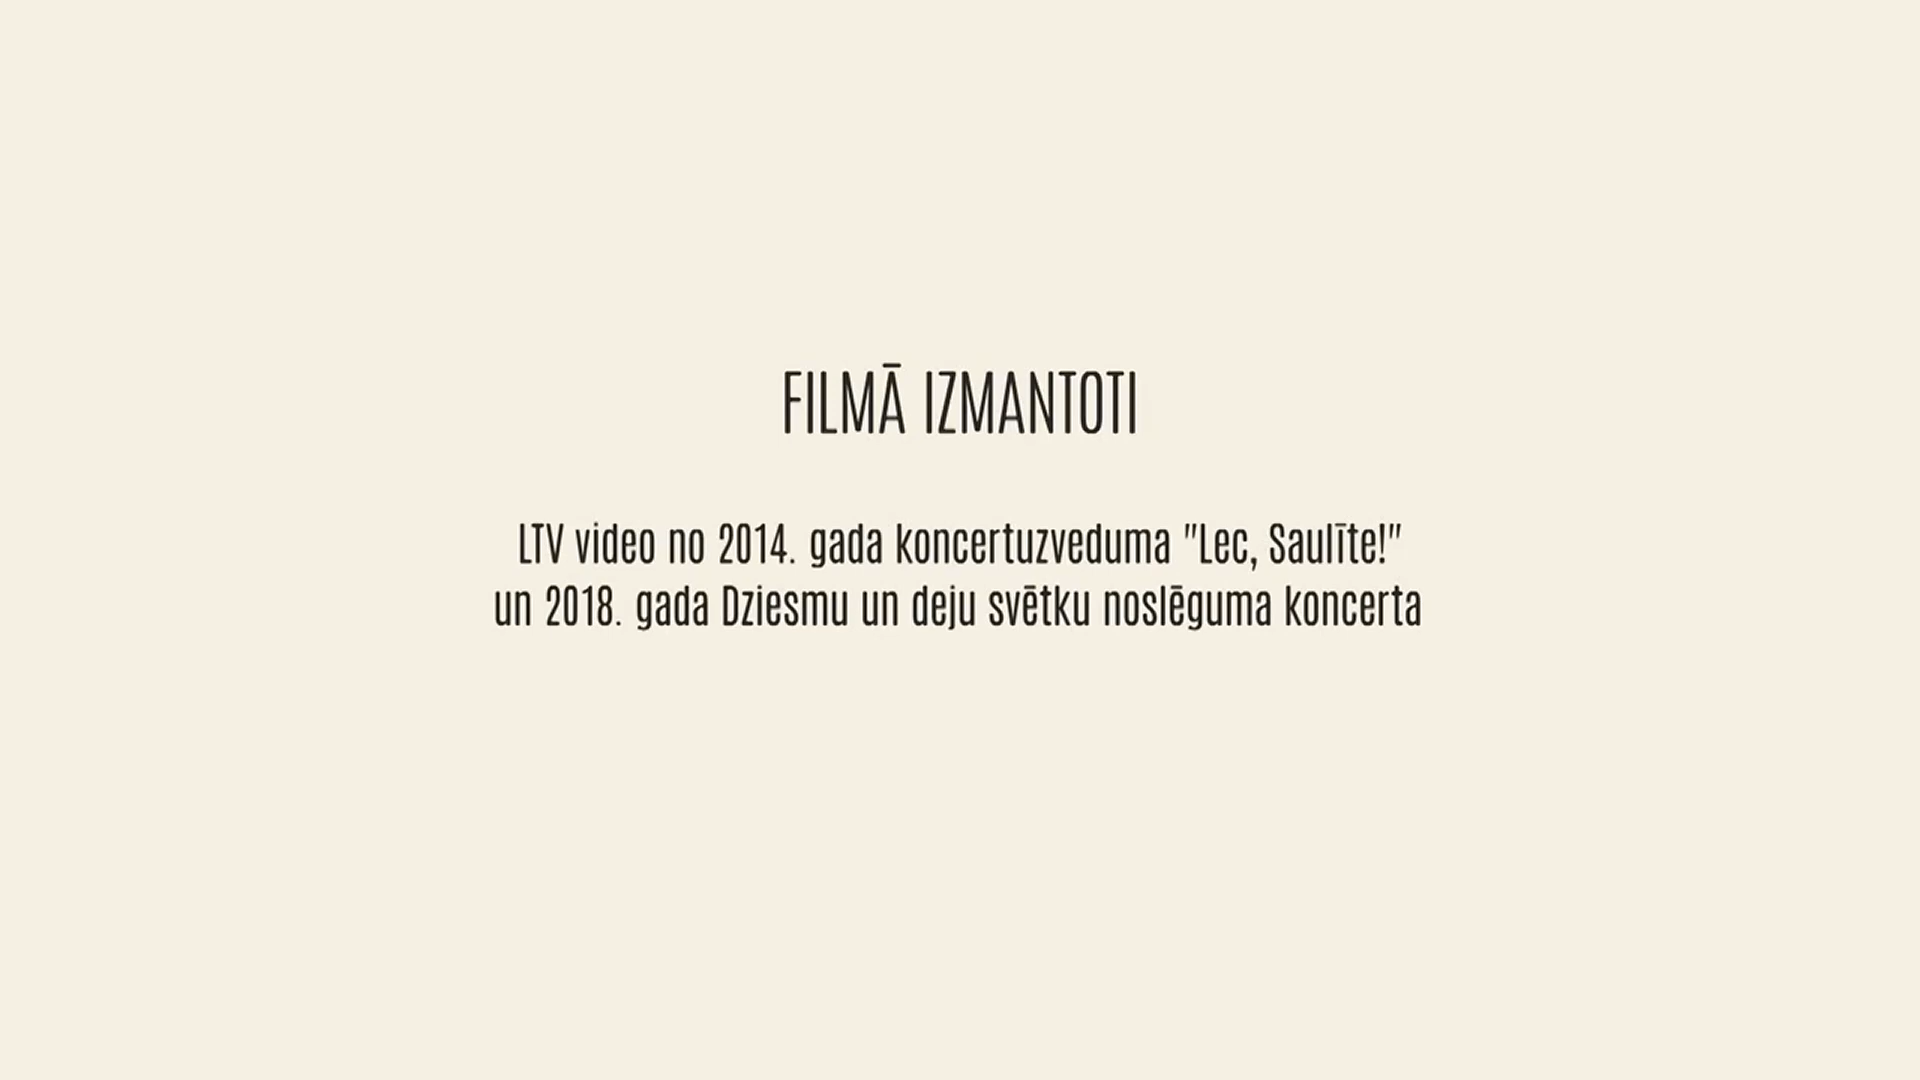 FILMĀ IZMANTOTI
LTV video no 2014. gada koncertuzveduma "Lec, Saulīte!"
un 2018. gada Dziesmu un deju svētku noslēguma koncerta